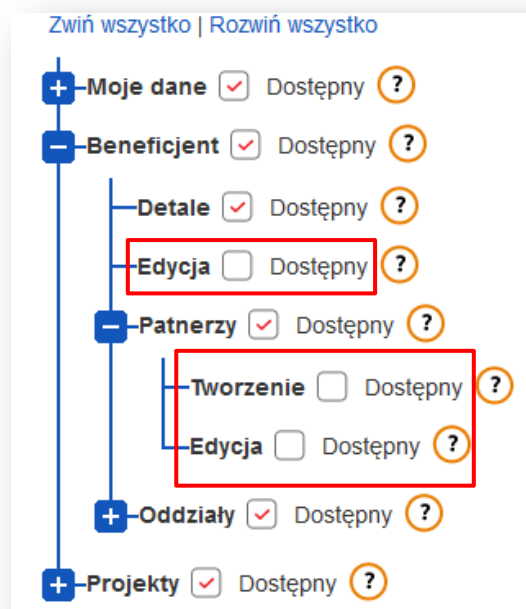 Zwiń wszystko | Rozwiń wszystko
Moje dane Dostępny ?
Beneficjent Dostępny ?
Detale Dostępny ?
Edycja Dostępny ?
Patnerzy Dostępny ?
Tworzenie Dostępny ?
Edycja Dostępny ?
Oddziały Dostępny ?
Projekty Dostępny ?